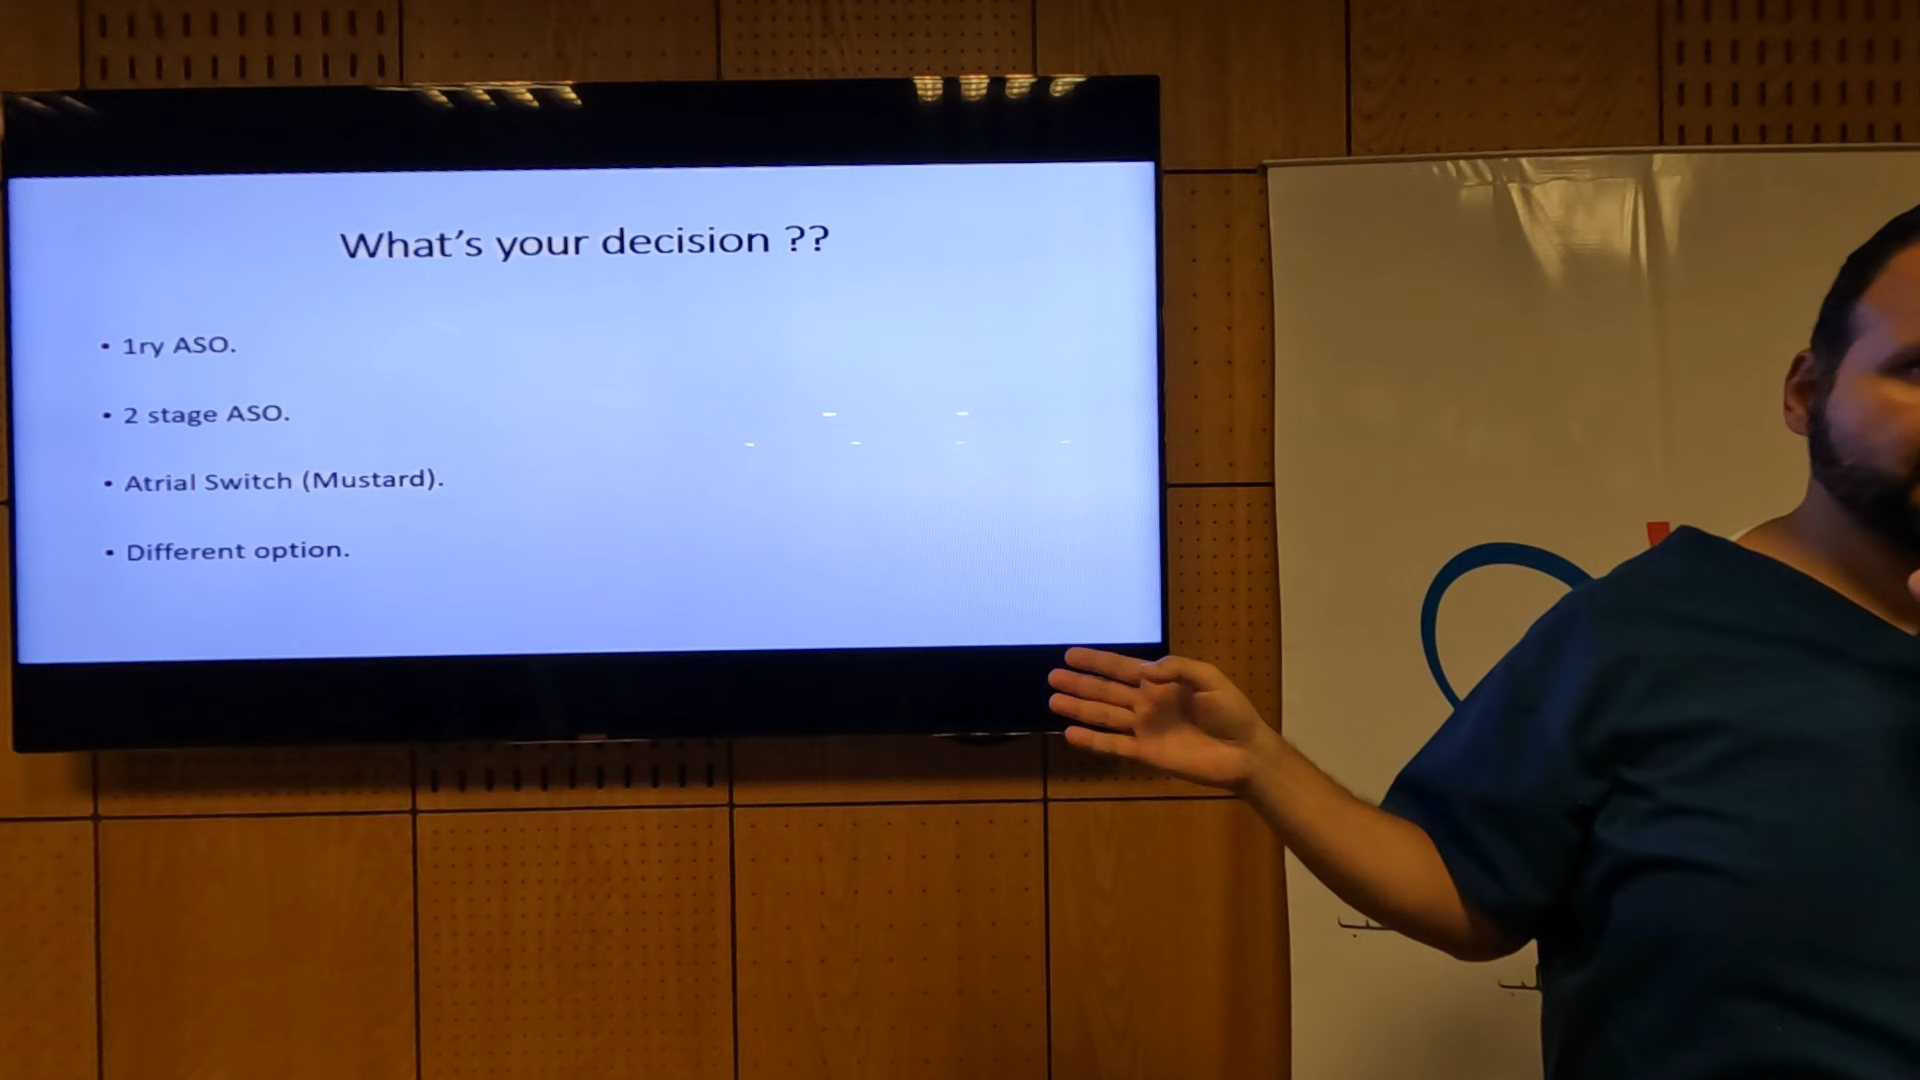 What's your decision ??
• 1ry ASO.
• 2 stage ASO.
• Atrial Switch (Mustard).
• Different option.